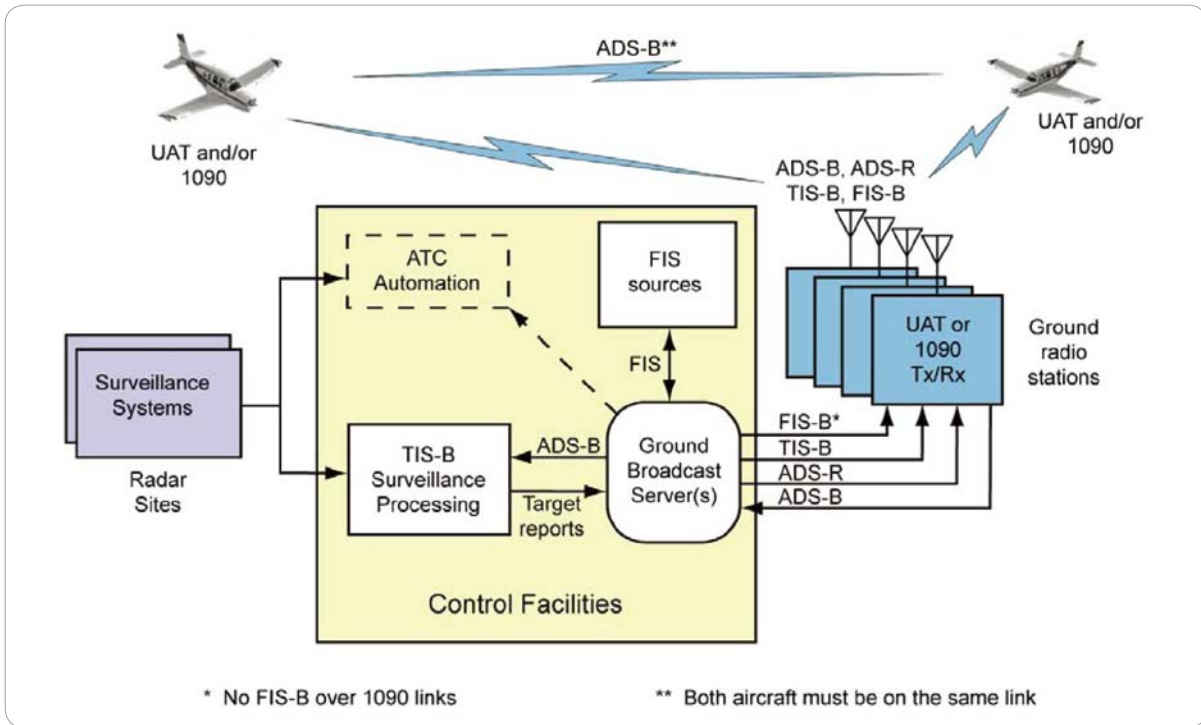 ADS-B**
UAT and/or
1090
UAT and/or
1090
ADS-B, ADS-R
TIS-B, FIS-B
ATC
Automation
FIS
sources
UAT or
1090
Tx/Rx
Ground
radio
stations
Surveillance
Systems
Radar
Sites
FIS
TIS-B
Surveillance
Processing
ADS-B
Target
reports
Ground
Broadcast
Server(s)
FIS-B*
TIS-B
ADS-R
ADS-B
Control Facilities
* No FIS-B over 1090 links
** Both aircraft must be on the same link